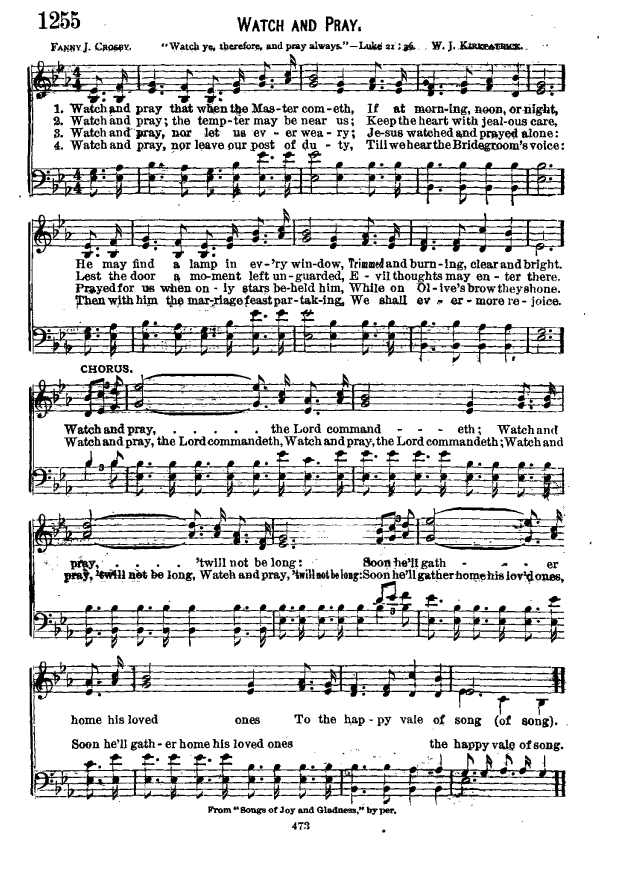 1255
WATCH AND PRAY.
FANNY J. CROSBY. "Watch ye, therefore, and pray always."—Luke 21 : 36. W. J. KIRKPATRICK.
1. Watch and pray that when the Mas - ter com - eth, If at morn - ing, noon, or night,
2. Watch and pray; the temp - ter may be near us; Keep the heart with jeal - ous care,
3. Watch and pray, nor let us ev - er wea - ry; Je - sus watched and prayed alone:
4. Watch and pray, nor leave our post of du - ty, Till we hear the Bridegroom's voice:
He may find a lamp in ev - 'ry win - dow, Trimmed and burn - ing, clear and bright.
Lest the door a mo - ment left un - guarded, E - vil thoughts may en - ter there.
Prayed for us when on - ly stars be - held him, While on Ol - ive's brow they shone.
Then with him the mar - riage feast par - tak - ing, We shall ev - er - more re - joice.
CHORUS.
3
Watch and pray, . . . . . the Lord command - - - eth; Watch and
Watch and pray, the Lord commandeth, Watch and pray, the Lord commandeth; Watch and
3
3
pray, . . . . . 'twill not be long: Soon he'll gath - - er
pray, 'twill not be long, Watch and pray, 'twill not be long: Soon he'll gather home his lov'd ones,
3
home his loved ones To the hap - py vale of song (of song).
Soon he'll gath - er home his loved ones the happy vale of song.
From "Songs of Joy and Gladness," by per.
473